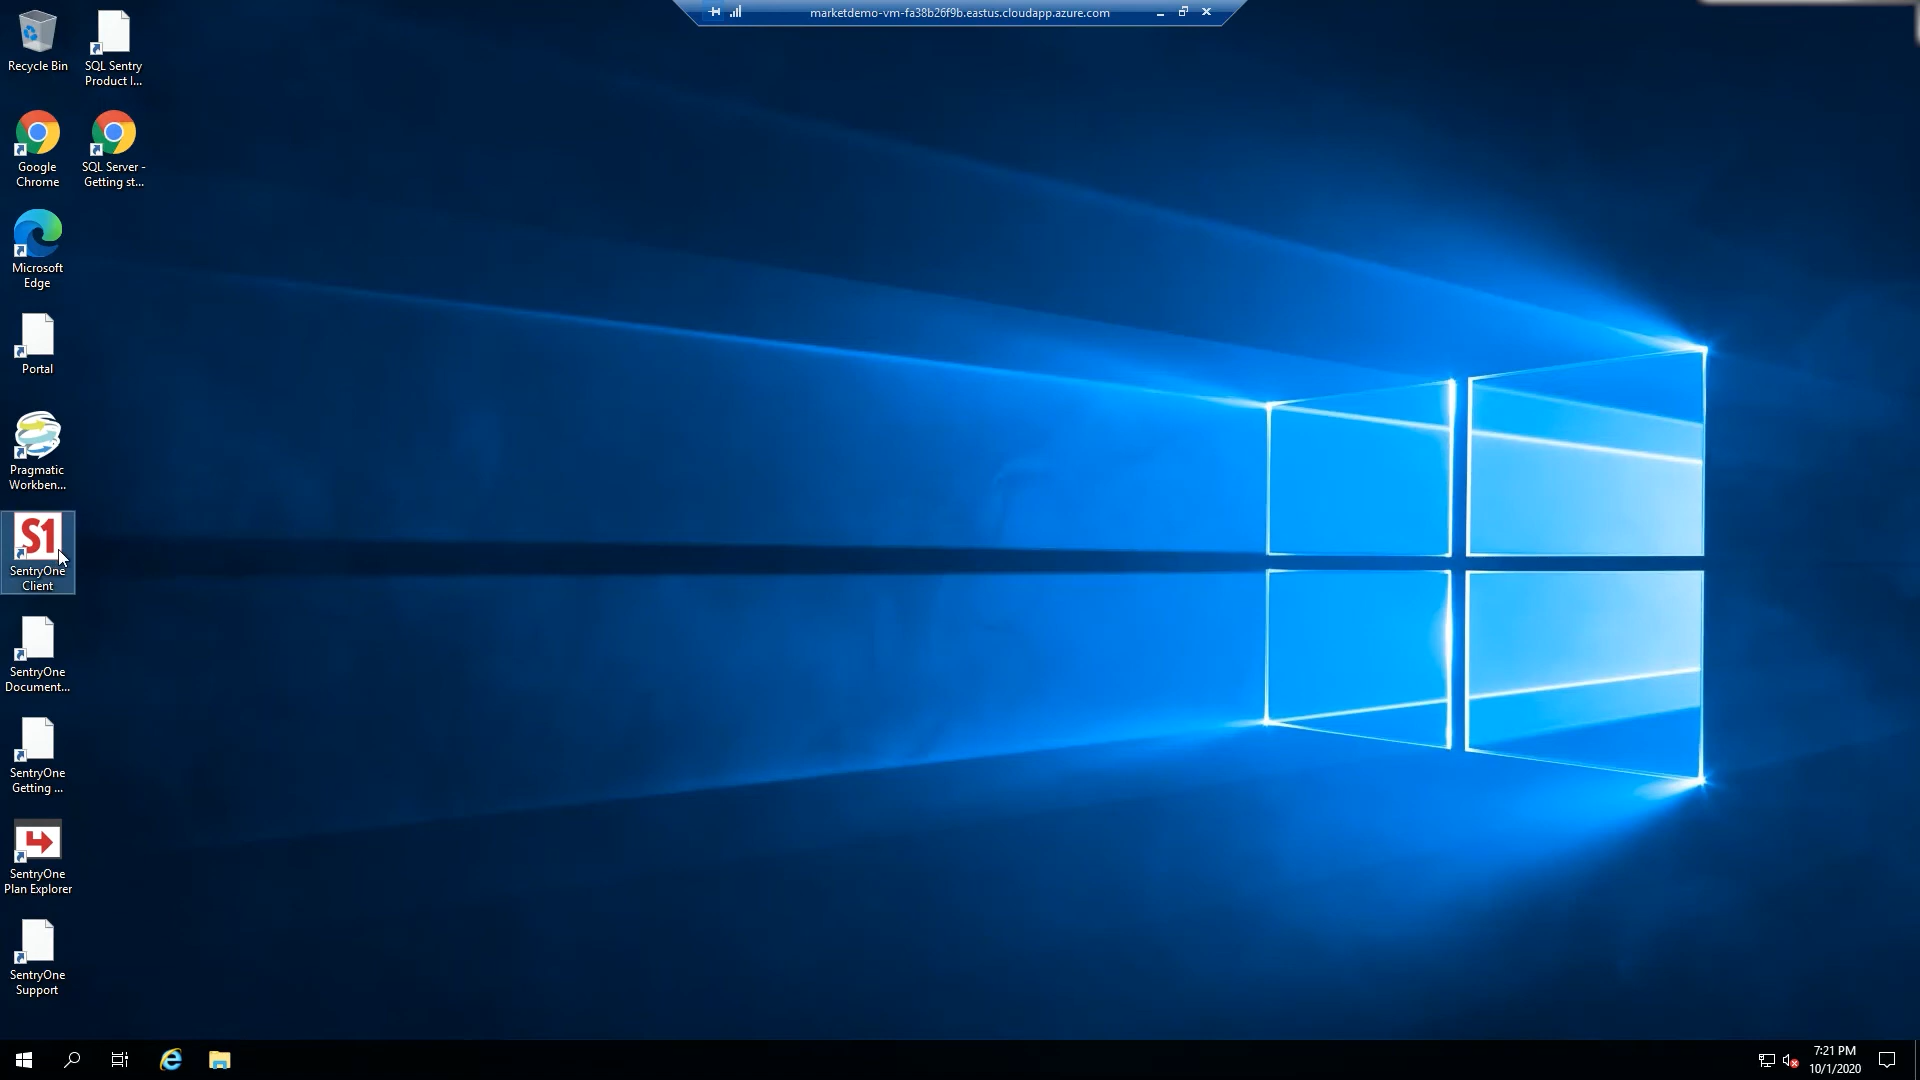 marketdemo-vm-fa38b26f9b.eastus.cloudapp.azure.com
Recycle Bin
SQL Sentry
Product I...
Google
Chrome
SQL Server -
Getting st...
Microsoft
Edge
Portal
Pragmatic
Workben...
S1
SentryOne
Client
SentryOne
Document...
SentryOne
Getting ...
SentryOne
Plan Explorer
SentryOne
Support
7:21 PM
10/1/2020